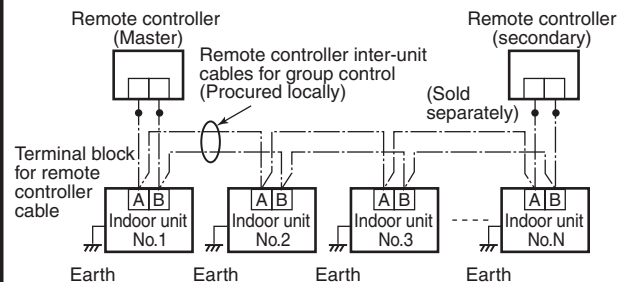 Remote controller
(Master)
Remote controller
(secondary)
Remote controller inter-unit
cables for group control
(Procured locally)
(Sold
separately)
Terminal block
for remote
controller
cable
A B
Indoor unit
No.1
A B
Indoor unit
No.2
A B
Indoor unit
No.3
A B
Indoor unit
No.N
Earth
Earth
Earth
Earth